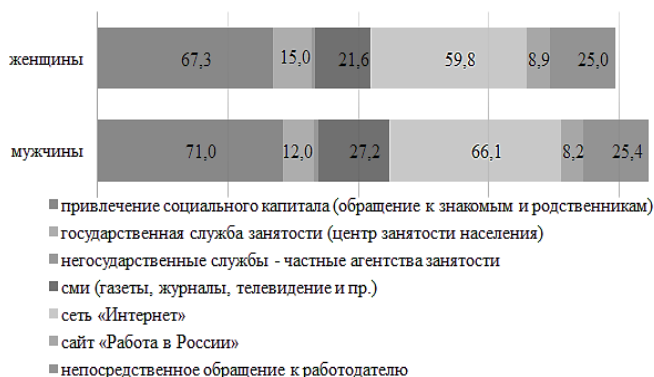 женщины 67,3 15,0 21,6 59,8 8,9 25,0
мужчины 71,0 12,0 27,2 66,1 8,2 25,4
привлечение социального капитала (обращение к знакомым и родственникам)
государственная служба занятости (центр занятости населения)
негосударственные службы - частные агентства занятости
сми (газеты, журналы, телевидение и пр.)
сеть «Интернет»
сайт «Работа в России»
непосредственное обращение к работодателю